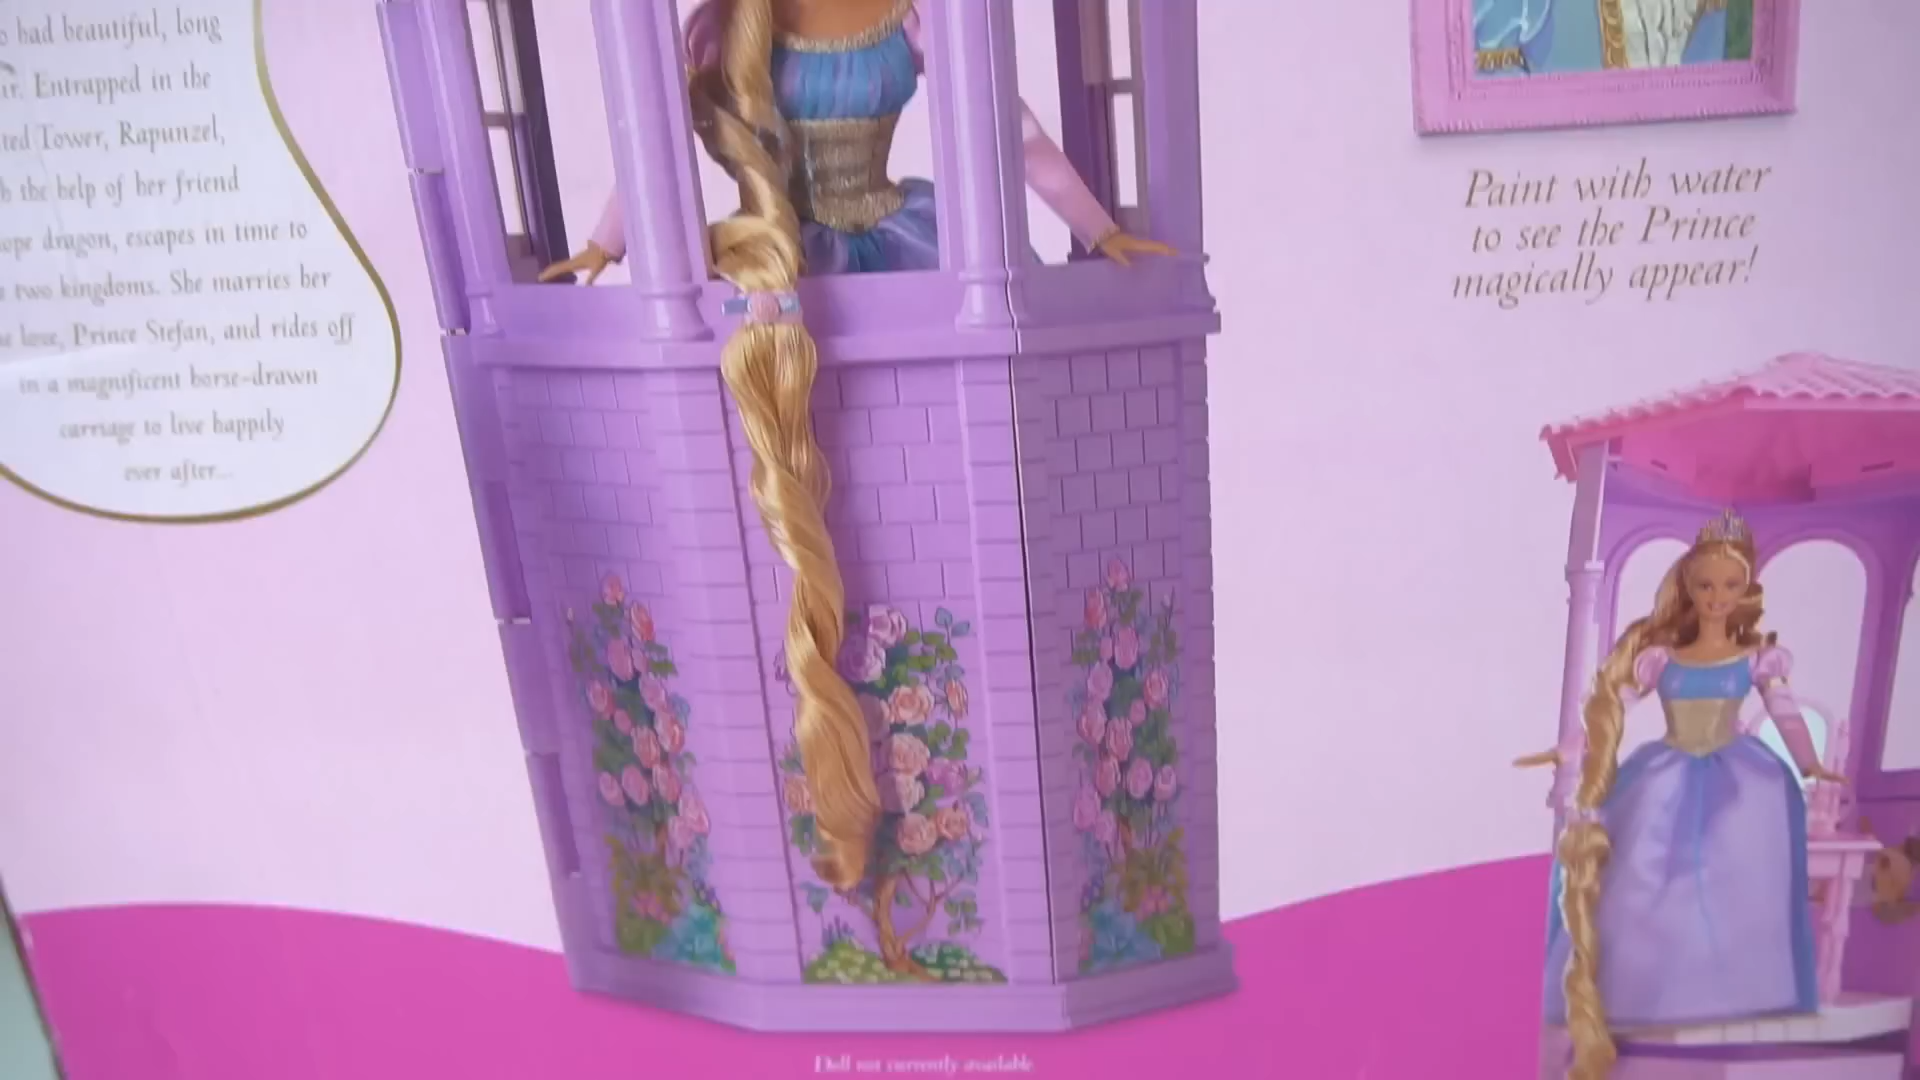 had beautiful, long
Entrapped in the
Tower, Rapunzel,
the help of her friend
dragon, escapes in time to
two kingdoms. She marries her
love, Prince Stefan, and rides off
in a magnificent horse-drawn
carriage to live happily
ever after...
Paint with water
to see the Prince
magically appear!
Doll not currently available